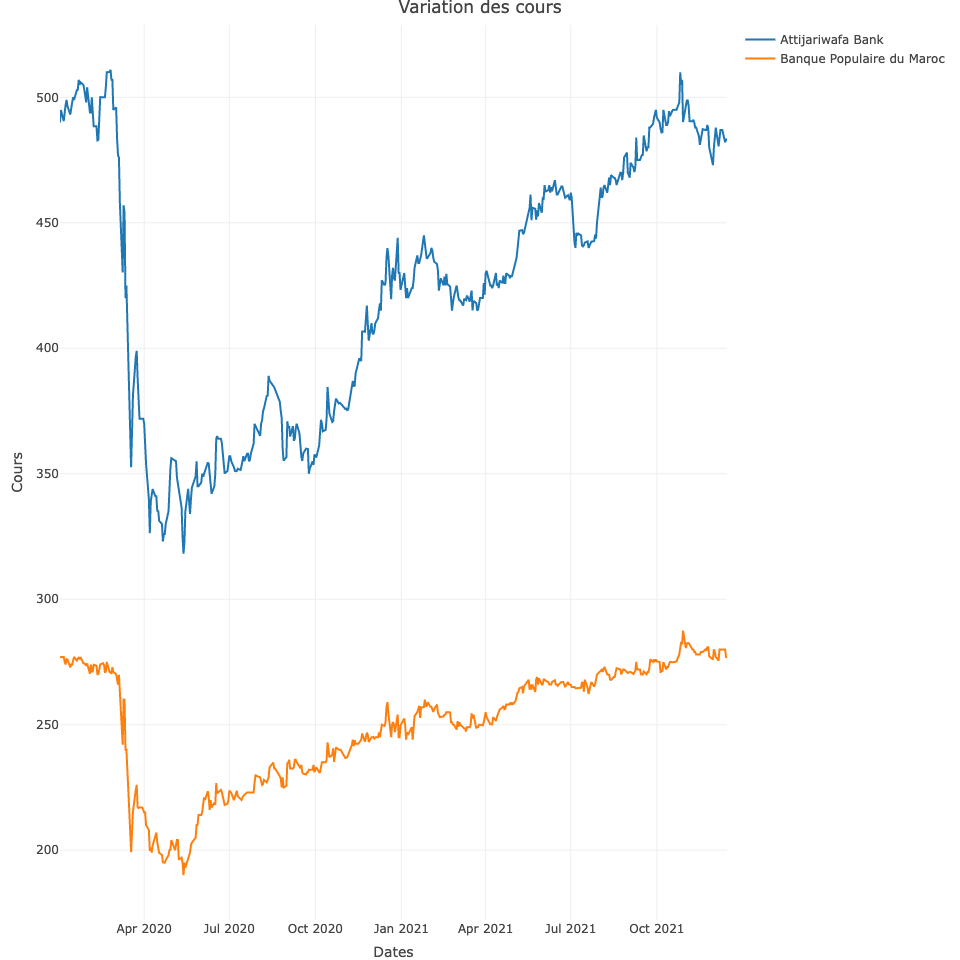 Variation des cours
Attijariwafa Bank
Banque Populaire du Maroc
500
450
400
350
300
250
200
Cours
Apr 2020
Jul 2020
Oct 2020
Jan 2021
Apr 2021
Jul 2021
Oct 2021
Dates